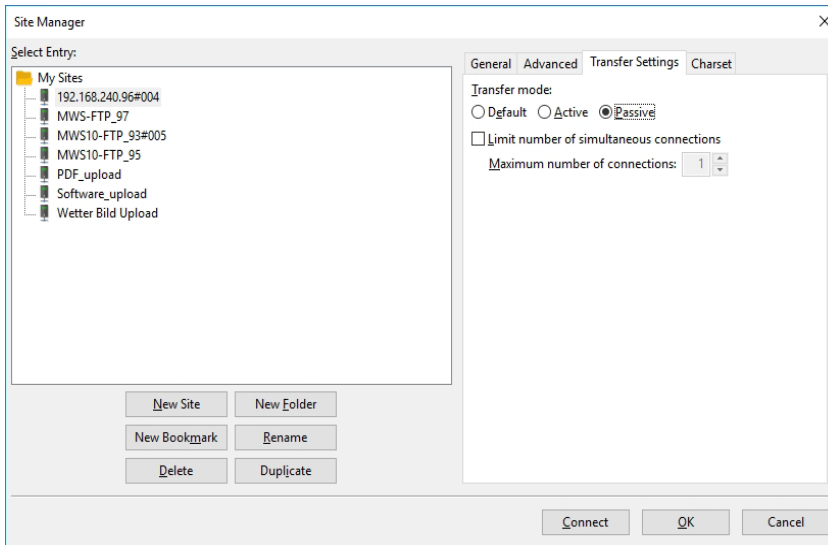 Site Manager
Select Entry:
My Sites
192.168.240.96#004
MWS-FTP_97
MWS10-FTP_93#005
MWS10-FTP_95
PDF_upload
Software_upload
Wetter Bild Upload
New Site New Folder
New Bookmark Rename
Delete Duplicate
General Advanced Transfer Settings Charset
Transfer mode:
Default Active Passive
Limit number of simultaneous connections
Maximum number of connections: 1
Connect OK Cancel